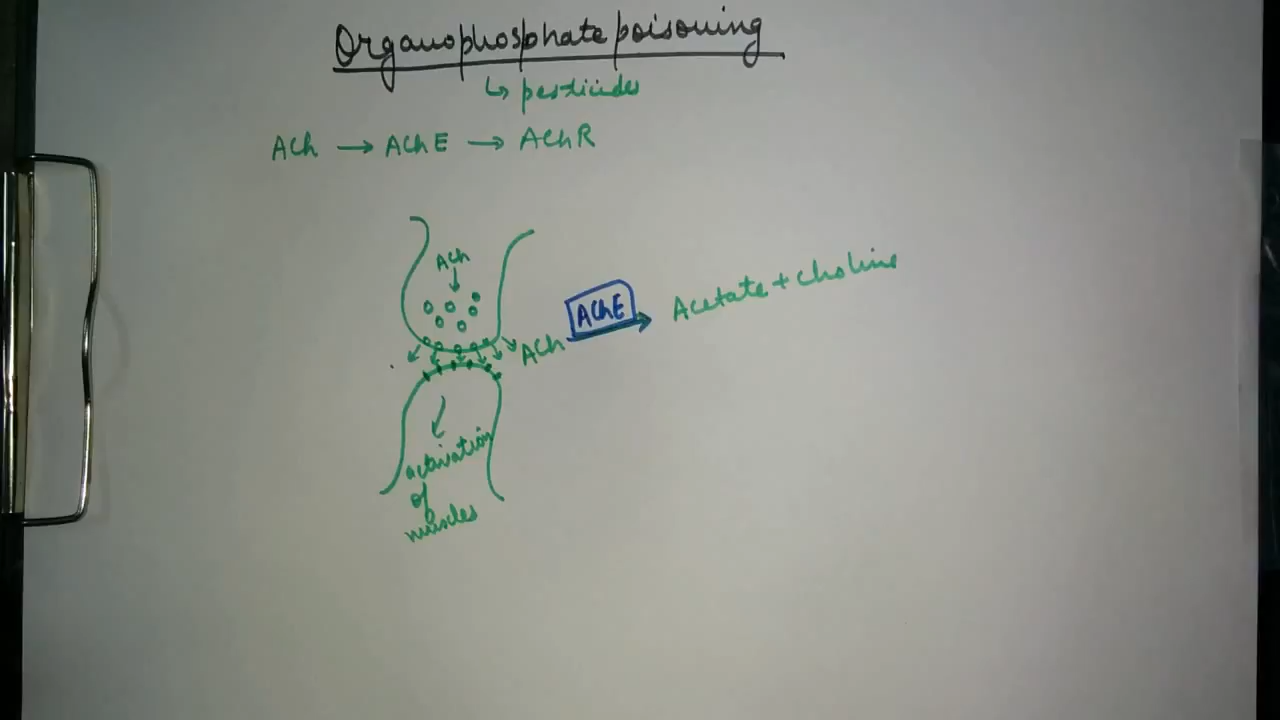 Organophosphate poisoning
↳ pesticides
ACh → AChE → AChR
ACh
AChE
Acetate + choline
ACh
activation
of
muscles